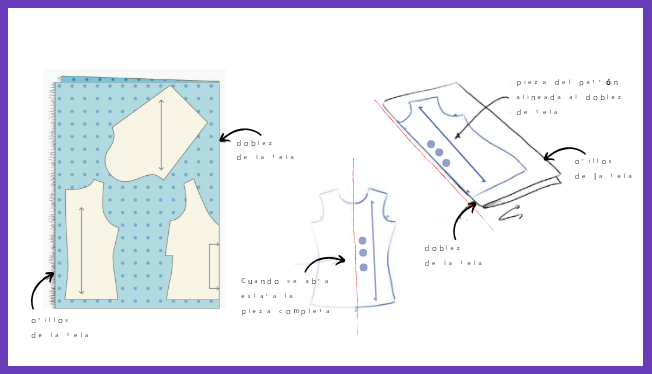 doblez
de la tela
orillos
de la tela
Cuando se abra
estara la
pieza completa
pieza del patrón
alineada al doblez
de tela
orillos
de la tela
doblez
de la tela